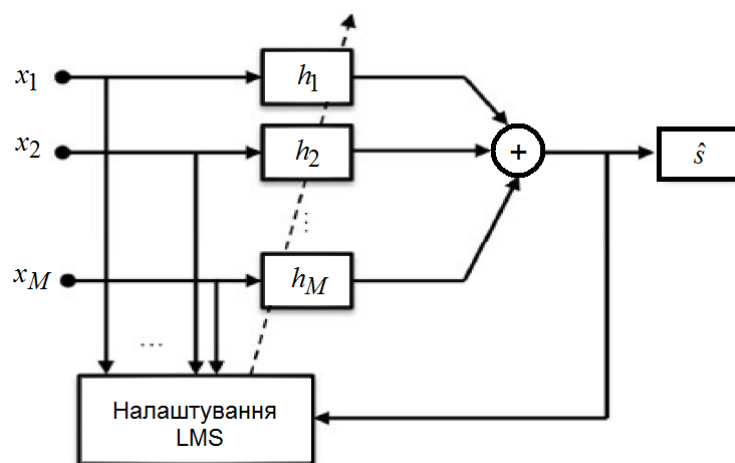 x1
h1
x2
h2
+
ŝ
⋮
xM
hM
...
Налаштування
LMS